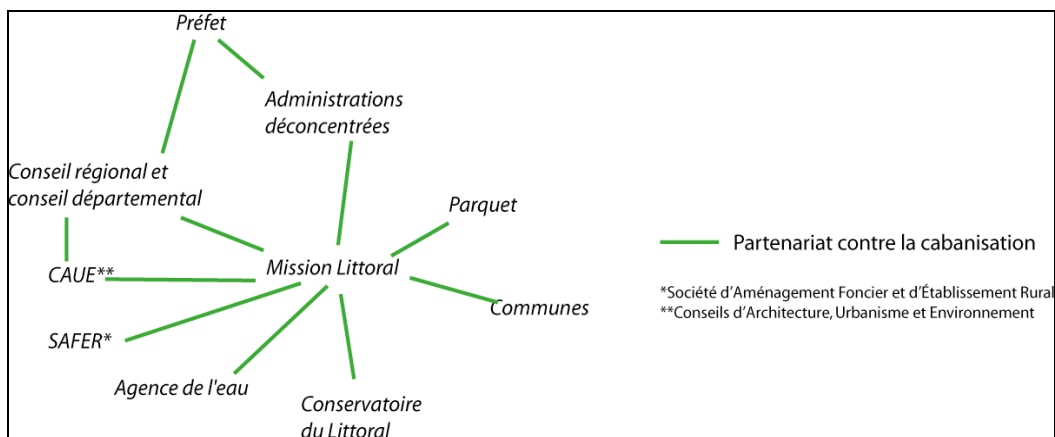 Préfet
Administrations
déconcentrées
Conseil régional et
conseil départemental
Parquet
Partenariat contre la cabanisation
CAUE**
Mission Littoral
*Société d'Aménagement Foncier et d'Établissement Rural
**Conseils d'Architecture, Urbanisme et Environnement
Communes
SAFER*
Agence de l'eau
Conservatoire
du Littoral